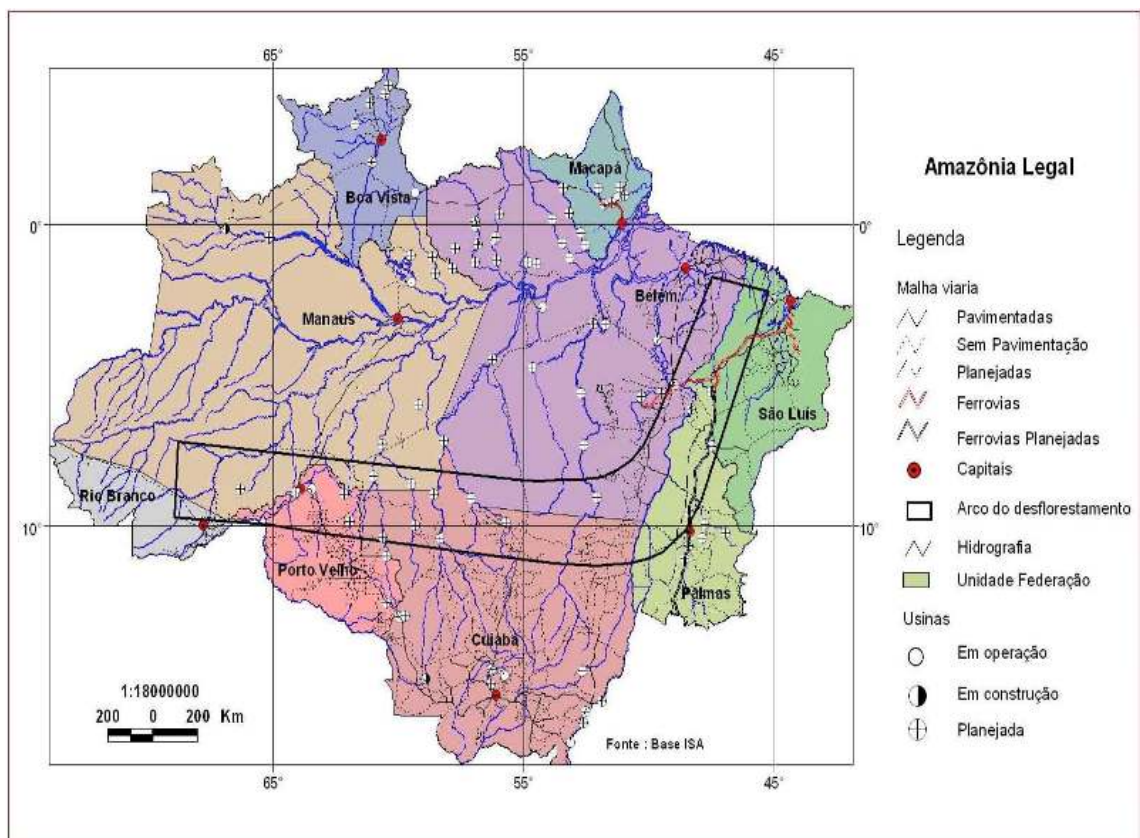 65°
55°
45°
Macapá
Boa Vista
0°
0°
Belém
Manaus
São Luís
Rio Branco
10°
10°
Porto Velho
Palmas
Cuiabá
1:18000000
200 0 200 Km
Fonte : Base ISA
65°
55°
45°
Amazônia Legal
Legenda
Malha viaria
Pavimentadas
Sem Pavimentação
Planejadas
Ferrovias
Ferrovias Planejadas
Capitais
Arco do desflorestamento
Hidrografia
Unidade Federação
Usinas
Em operação
Em construção
Planejada